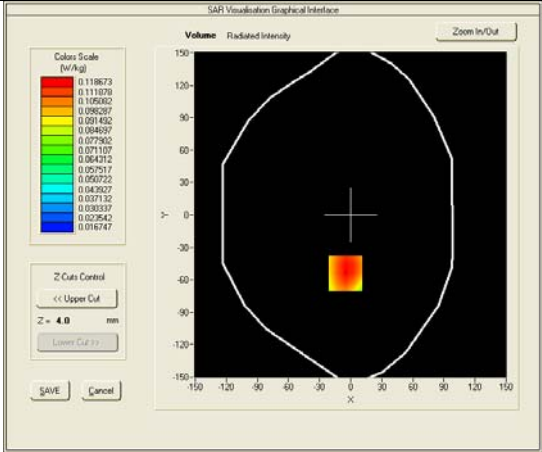 SAR Visualisation Graphical Interface
Volume Radiated Intensity
Zoom In/Out
Colors Scale
(W/kg)
0.118673
0.111878
0.105082
0.098287
0.091492
0.084697
0.077902
0.071107
0.064312
0.057517
0.050722
0.043927
0.037132
0.030337
0.023542
0.016747
Z Cuts Control
<< Upper Cut
Z = 4.0 mm
Lower Cut >>
SAVE Cancel
150
120
90
60
30
0
-30
-60
-90
-120
-150
Y
-150 -120 -90 -60 -30 0 30 60 90 120 150
X